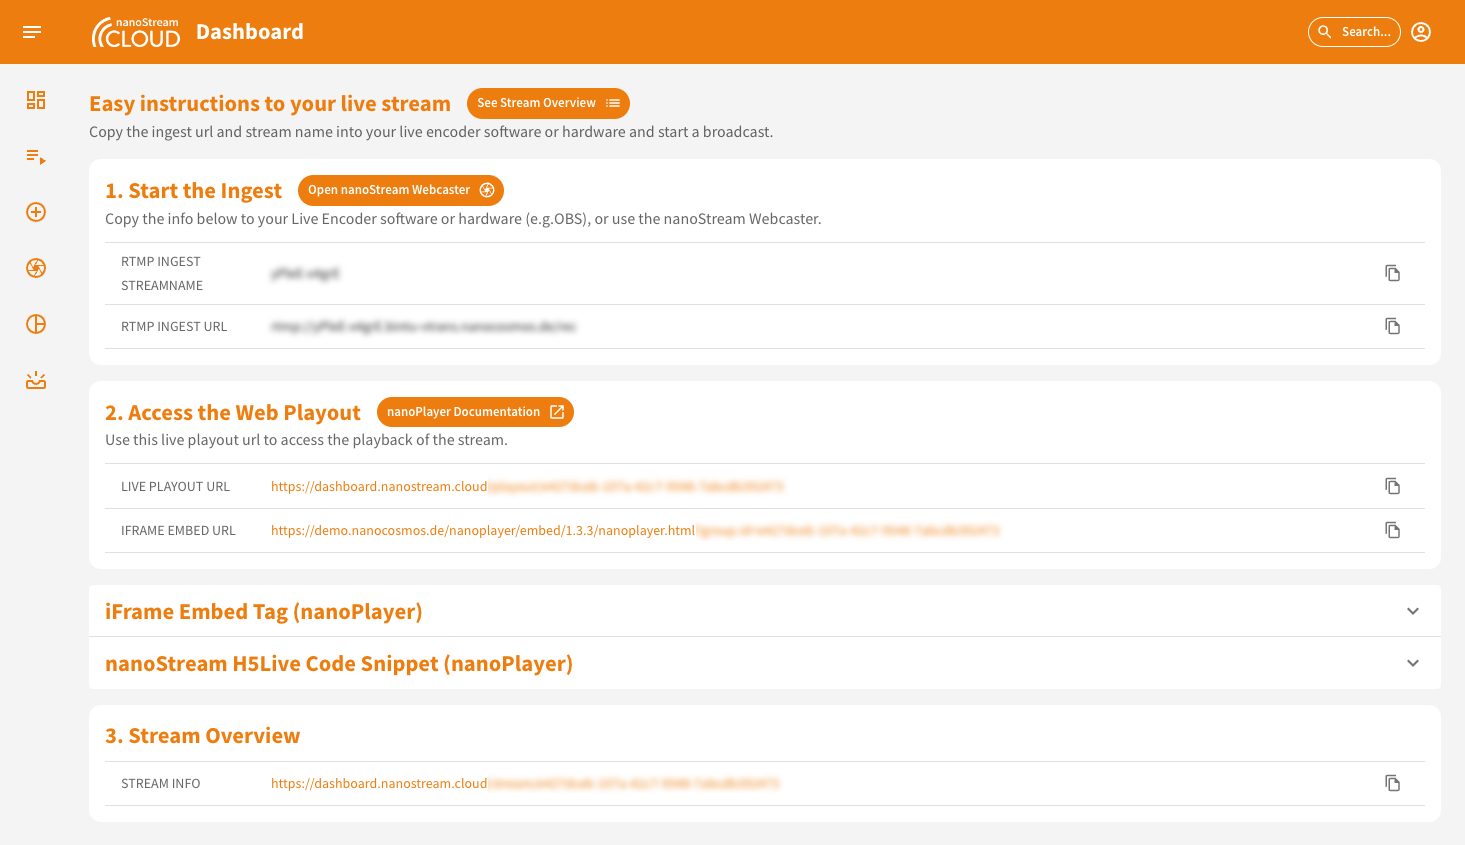 nanoStream
CLOUD
Dashboard
Search...
Easy instructions to your live stream
See Stream Overview
Copy the ingest url and stream name into your live encoder software or hardware and start a broadcast.
1. Start the Ingest
Open nanoStream Webcaster
Copy the info below to your Live Encoder software or hardware (e.g.OBS), or use the nanoStream Webcaster.
RTMP INGEST
STREAMNAME
RTMP INGEST URL
2. Access the Web Playout
nanoPlayer Documentation
Use this live playout url to access the playback of the stream.
LIVE PLAYOUT URL
https://dashboard.nanostream.cloud
IFRAME EMBED URL
https://demo.nanocosmos.de/nanoplayer/embed/1.3.3/nanoplayer.html
iFrame Embed Tag (nanoPlayer)
nanoStream H5Live Code Snippet (nanoPlayer)
3. Stream Overview
STREAM INFO
https://dashboard.nanostream.cloud